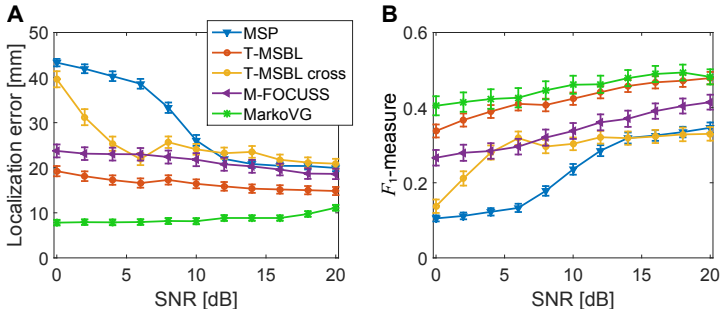 A
Localization error [mm]
50
40
30
20
10
0
0
5
10
15
20
SNR [dB]
MSP
T-MSBL
T-MSBL cross
M-FOCUSS
MarkoVG
B
F1-measure
0.6
0.4
0.2
0
0
5
10
15
20
SNR [dB]